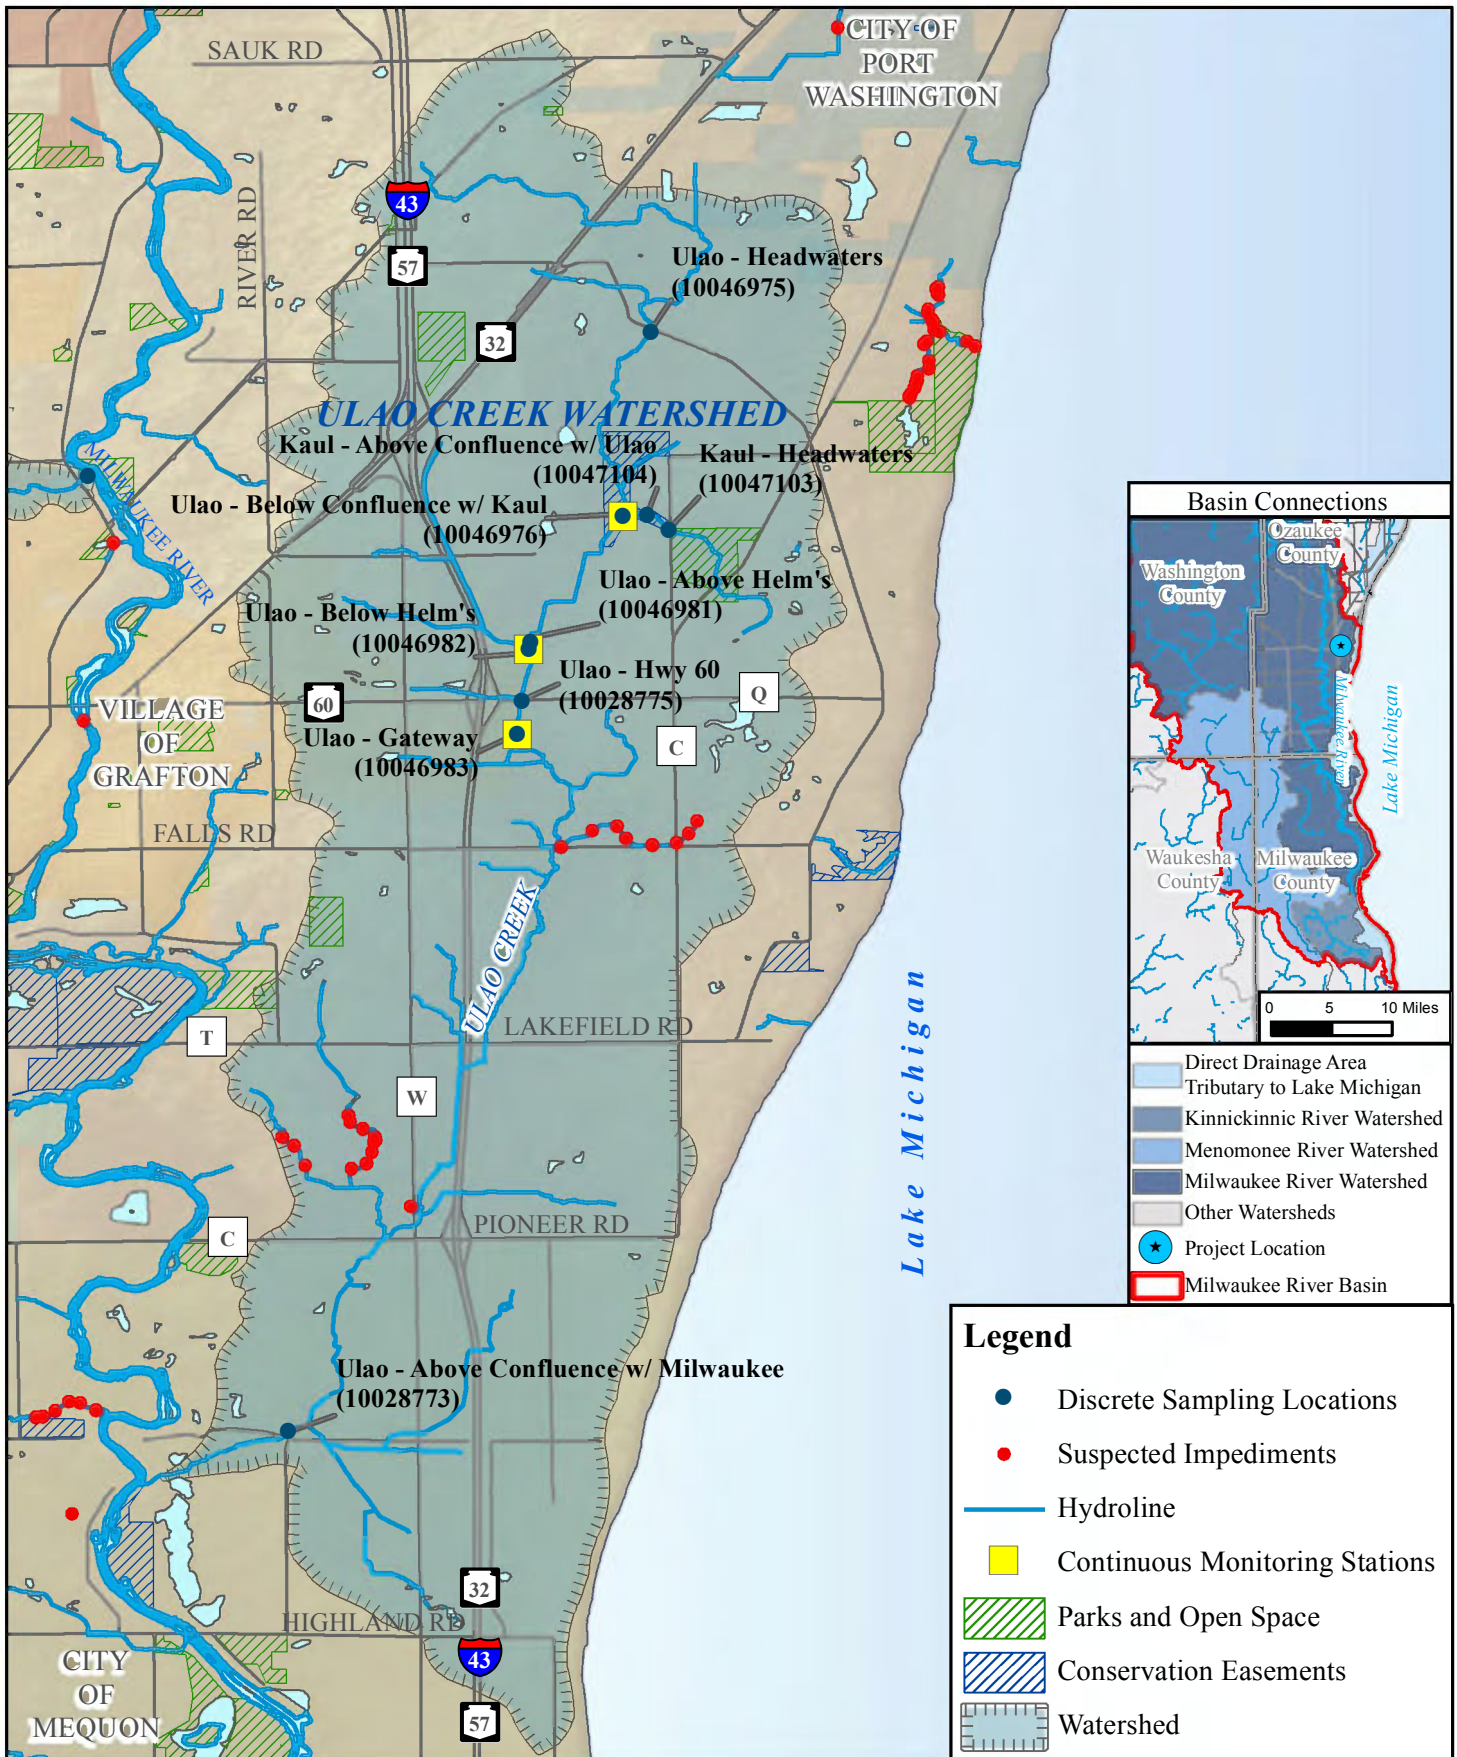 SAUK RD
CITY OF
PORT
WASHINGTON
RIVER RD
43
57
Ulao - Headwaters
(10046975)
32
ULAO CREEK WATERSHED
Kaul - Above Confluence w/ Ulao
(10047104)
Kaul - Headwaters
(10047103)
Ulao - Below Confluence w/ Kaul
(10046976)
MILWAUKEE RIVER
Ulao - Above Helm's
(10046981)
Ulao - Below Helm's
(10046982)
Ulao - Hwy 60
(10028775)
Q
60
VILLAGE
OF
GRAFTON
Ulao - Gateway
(10046983)
C
FALLS RD
ULAO CREEK
LAKEFIELD RD
T
W
Lake Michigan
PIONEER RD
C
Ulao - Above Confluence w/ Milwaukee
(10028773)
32
HIGHLAND RD
43
57
CITY
OF
MEQUON
Basin Connections
Ozaukee
County
Washington
County
Milwaukee River
Lake Michigan
Waukesha
County
Milwaukee
County
0 5 10 Miles
Direct Drainage Area
Tributary to Lake Michigan
Kinnickinnic River Watershed
Menomonee River Watershed
Milwaukee River Watershed
Other Watersheds
Project Location
Milwaukee River Basin
Legend
Discrete Sampling Locations
Suspected Impediments
Hydroline
Continuous Monitoring Stations
Parks and Open Space
Conservation Easements
Watershed